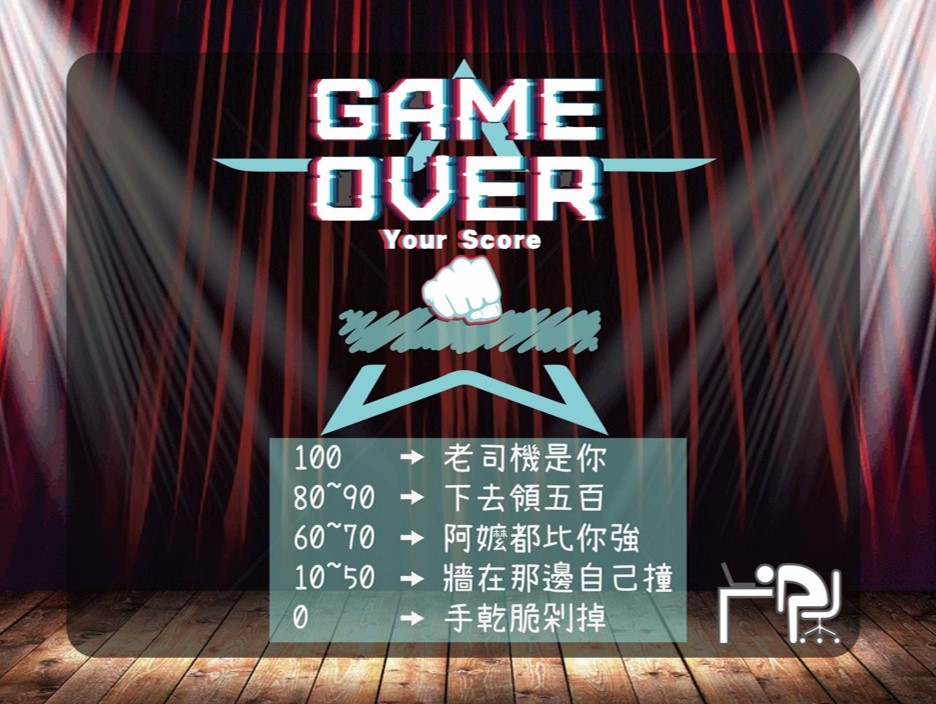 GAME
OVER
Your Score
100 → 老司機是你
80~90 → 下去領五百
60~70 → 阿嬤都比你強
10~50 → 牆在那邊自己撞
0 → 手乾脆剁掉